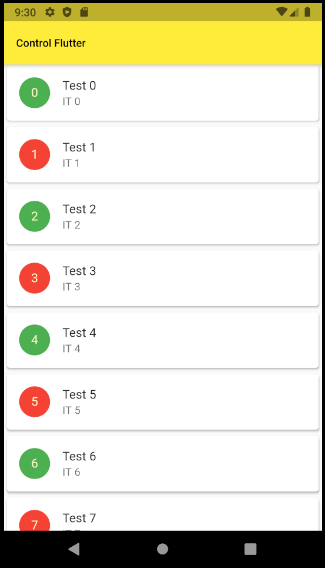 9:30
Control Flutter
0
Test 0
IT 0
1
Test 1
IT 1
2
Test 2
IT 2
3
Test 3
IT 3
4
Test 4
IT 4
5
Test 5
IT 5
6
Test 6
IT 6
7
Test 7